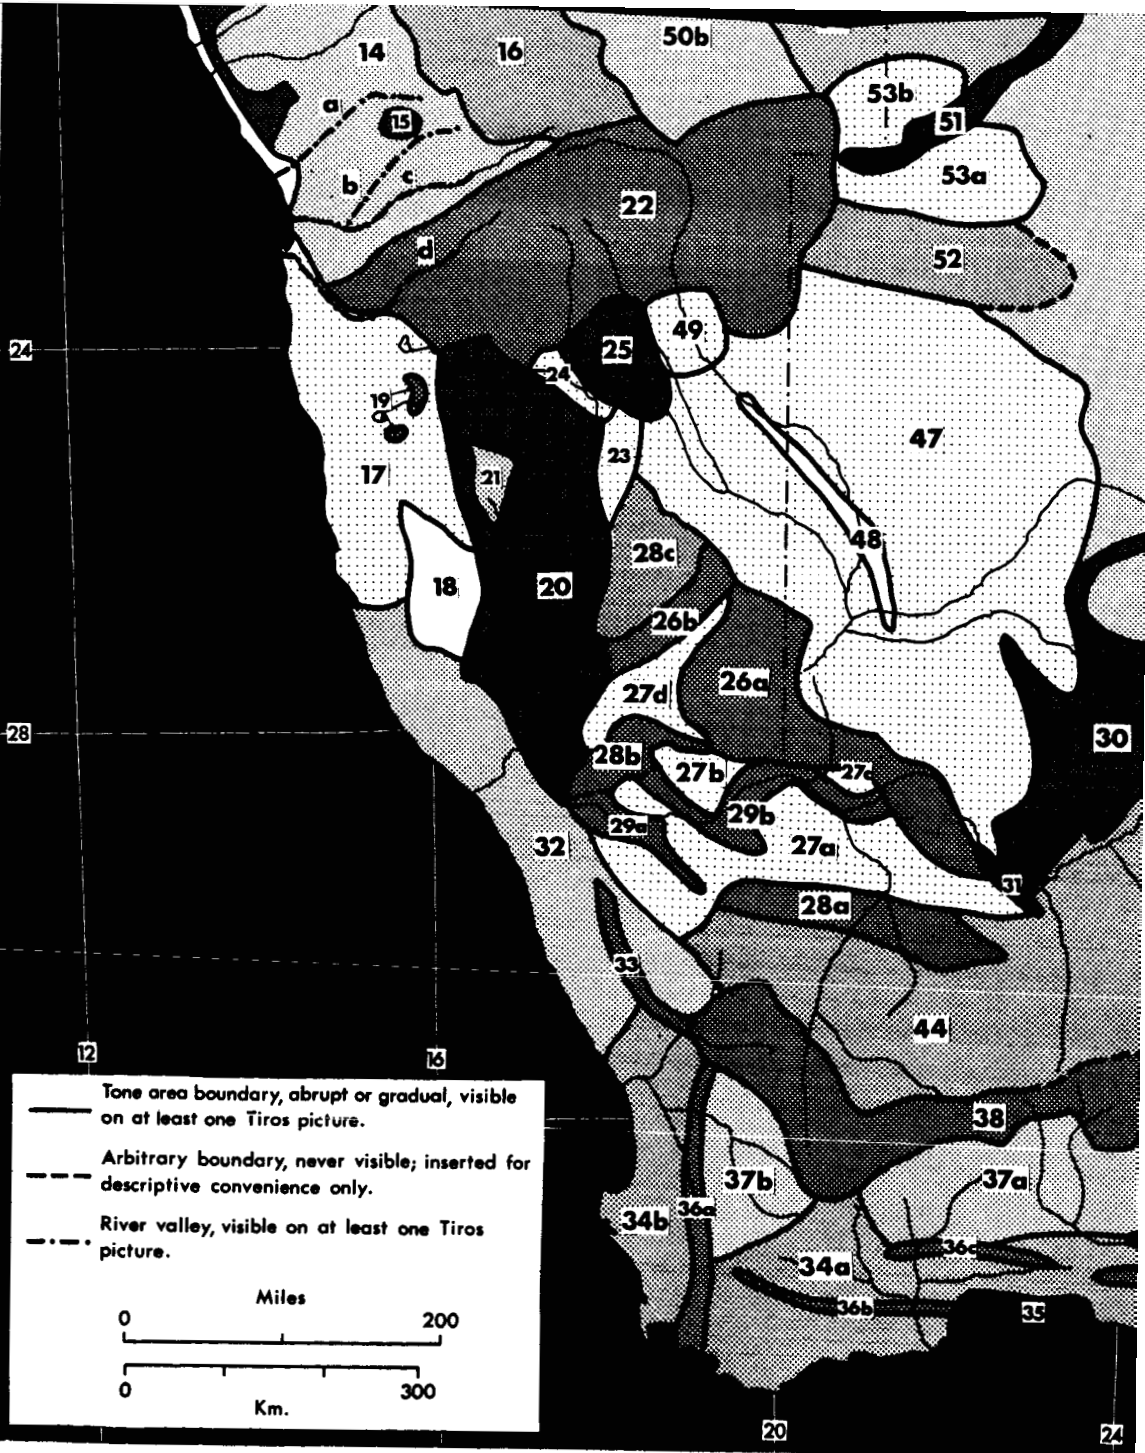 14
16
50b
53b
51
a
15
53a
b
c
22
d
52
24
49
25
24
19
47
23
17
21
48
28c
18
20
26b
26a
27d
28
30
28b
27b
27c
29b
29a
32
27a
31
28a
33
44
12
16
38
37b
37a
36a
34b
36c
34a
36b
35
20
24
Tone area boundary, abrupt or gradual, visible
on at least one Tiros picture.
Arbitrary boundary, never visible; inserted for
descriptive convenience only.
River valley, visible on at least one Tiros
picture.
Miles
0 200
0 300
Km.